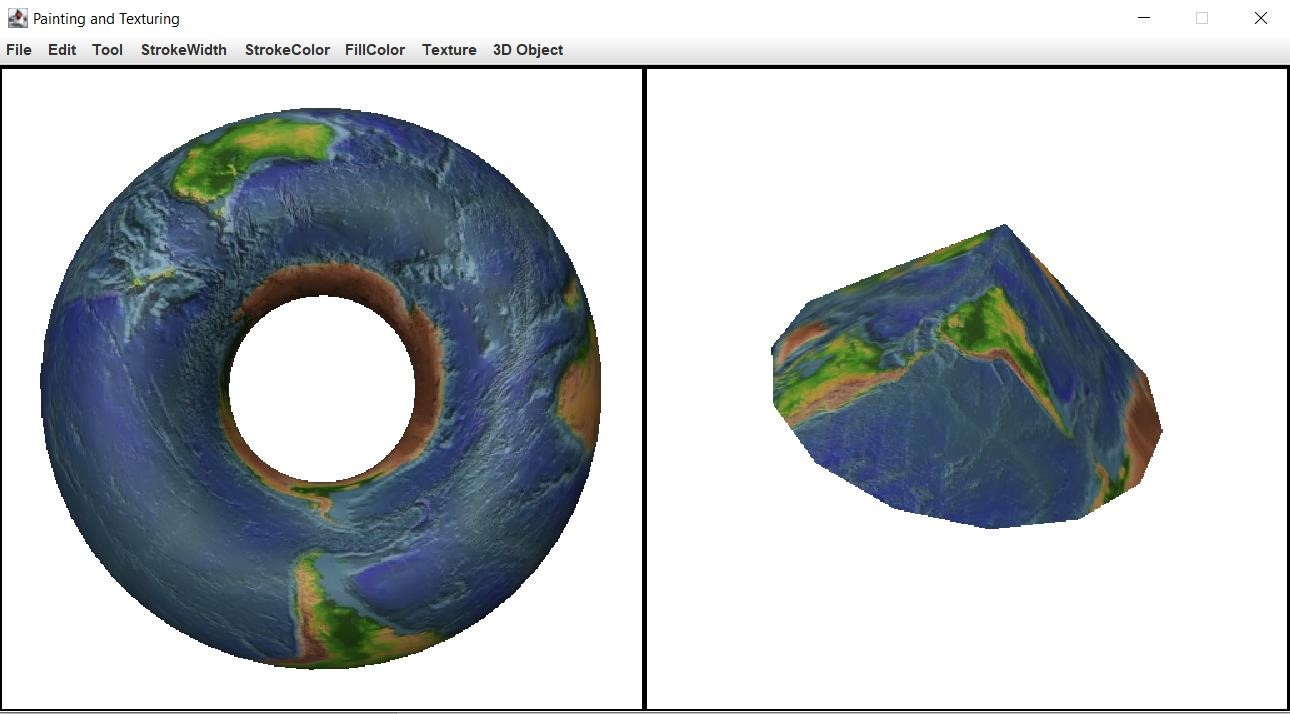 Painting and Texturing
File Edit Tool StrokeWidth StrokeColor FillColor Texture 3D Object